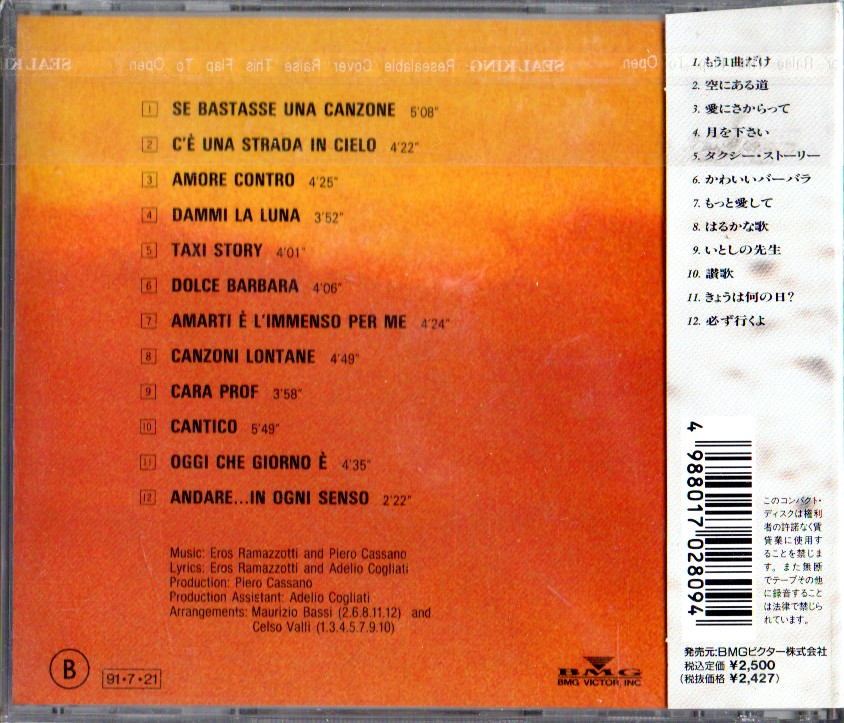 SEALKING: Resealable Cover Raise This Flap To Open
SEALKING
1 SE BASTASSE UNA CANZONE 5'08"
2 C'È UNA STRADA IN CIELO 4'22"
3 AMORE CONTRO 4'25"
4 DAMMI LA LUNA 3'52"
5 TAXI STORY 4'01"
6 DOLCE BARBARA 4'06"
7 AMARTI È L'IMMENSO PER ME 4'24"
8 CANZONI LONTANE 4'49"
9 CARA PROF 3'58"
10 CANTICO 5'49"
11 OGGI CHE GIORNO È 4'35"
12 ANDARE...IN OGNI SENSO 2'22"
Music: Eros Ramazzotti and Piero Cassano
Lyrics: Eros Ramazzotti and Adelio Cogliati
Production: Piero Cassano
Production Assistant: Adelio Cogliati
Arrangements: Maurizio Bassi (2.6.8.11.12) and
Celso Valli (1.3.4.5.7.9.10)
B
91・7・21
BMG
BMG VICTOR, INC.
1. もう1曲だけ
2. 空にある道
3. 愛にさからって
4. 月を下さい
5. タクシー・ストーリー
6. かわいいバーバラ
7. もっと愛して
8. はるかな歌
9. いとしの先生
10. 讃歌
11. きょうは何の日?
12. 必ず行くよ
4 988017 028094
このコンパクト・
ディスクは権利
者の許諾なく賃
貸業に使用す
ることを禁じま
す。また無断
でテープその他
に録音すること
は法律で禁じら
れています。
発売元:BMGビクター株式会社
税込定価 ¥2,500
(税抜価格 ¥2,427)